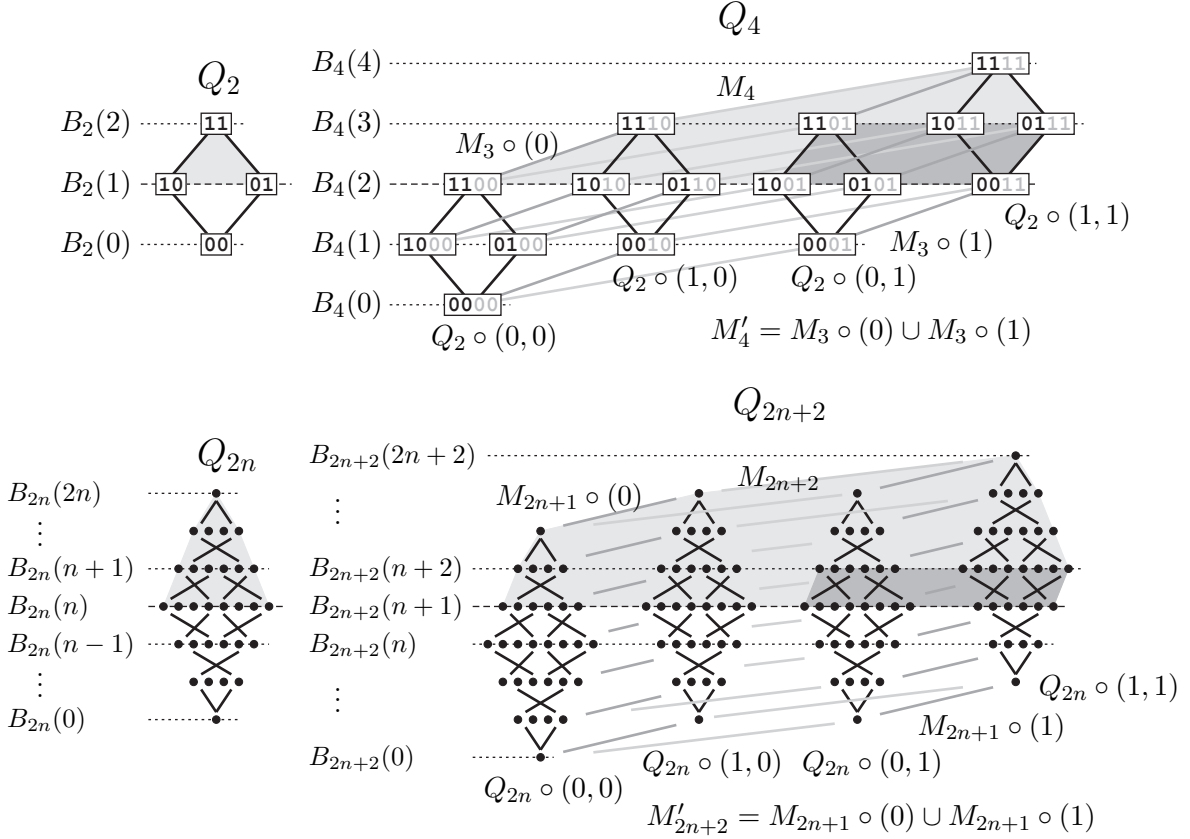 Q_4
Q_2
B_4(4)
1111
M_4
B_2(2)
11
B_4(3)
M_3 ∘ (0)
1110
1101
1011
0111
B_2(1)
10
01
B_4(2)
1100
1010
0110
1001
0101
0011
Q_2 ∘ (1, 1)
B_2(0)
00
B_4(1)
1000
0100
0010
0001
M_3 ∘ (1)
Q_2 ∘ (1, 0)
Q_2 ∘ (0, 1)
B_4(0)
0000
Q_2 ∘ (0, 0)
M'_4 = M_3 ∘ (0) ∪ M_3 ∘ (1)
Q_{2n+2}
Q_{2n}
B_{2n+2}(2n + 2)
M_{2n+2}
B_{2n}(2n)
M_{2n+1} ∘ (0)
⋮
⋮
B_{2n}(n + 1)
B_{2n+2}(n + 2)
B_{2n}(n)
B_{2n+2}(n + 1)
B_{2n}(n − 1)
B_{2n+2}(n)
⋮
⋮
Q_{2n} ∘ (1, 1)
B_{2n}(0)
M_{2n+1} ∘ (1)
B_{2n+2}(0)
Q_{2n} ∘ (1, 0)
Q_{2n} ∘ (0, 1)
Q_{2n} ∘ (0, 0)
M'_{2n+2} = M_{2n+1} ∘ (0) ∪ M_{2n+1} ∘ (1)